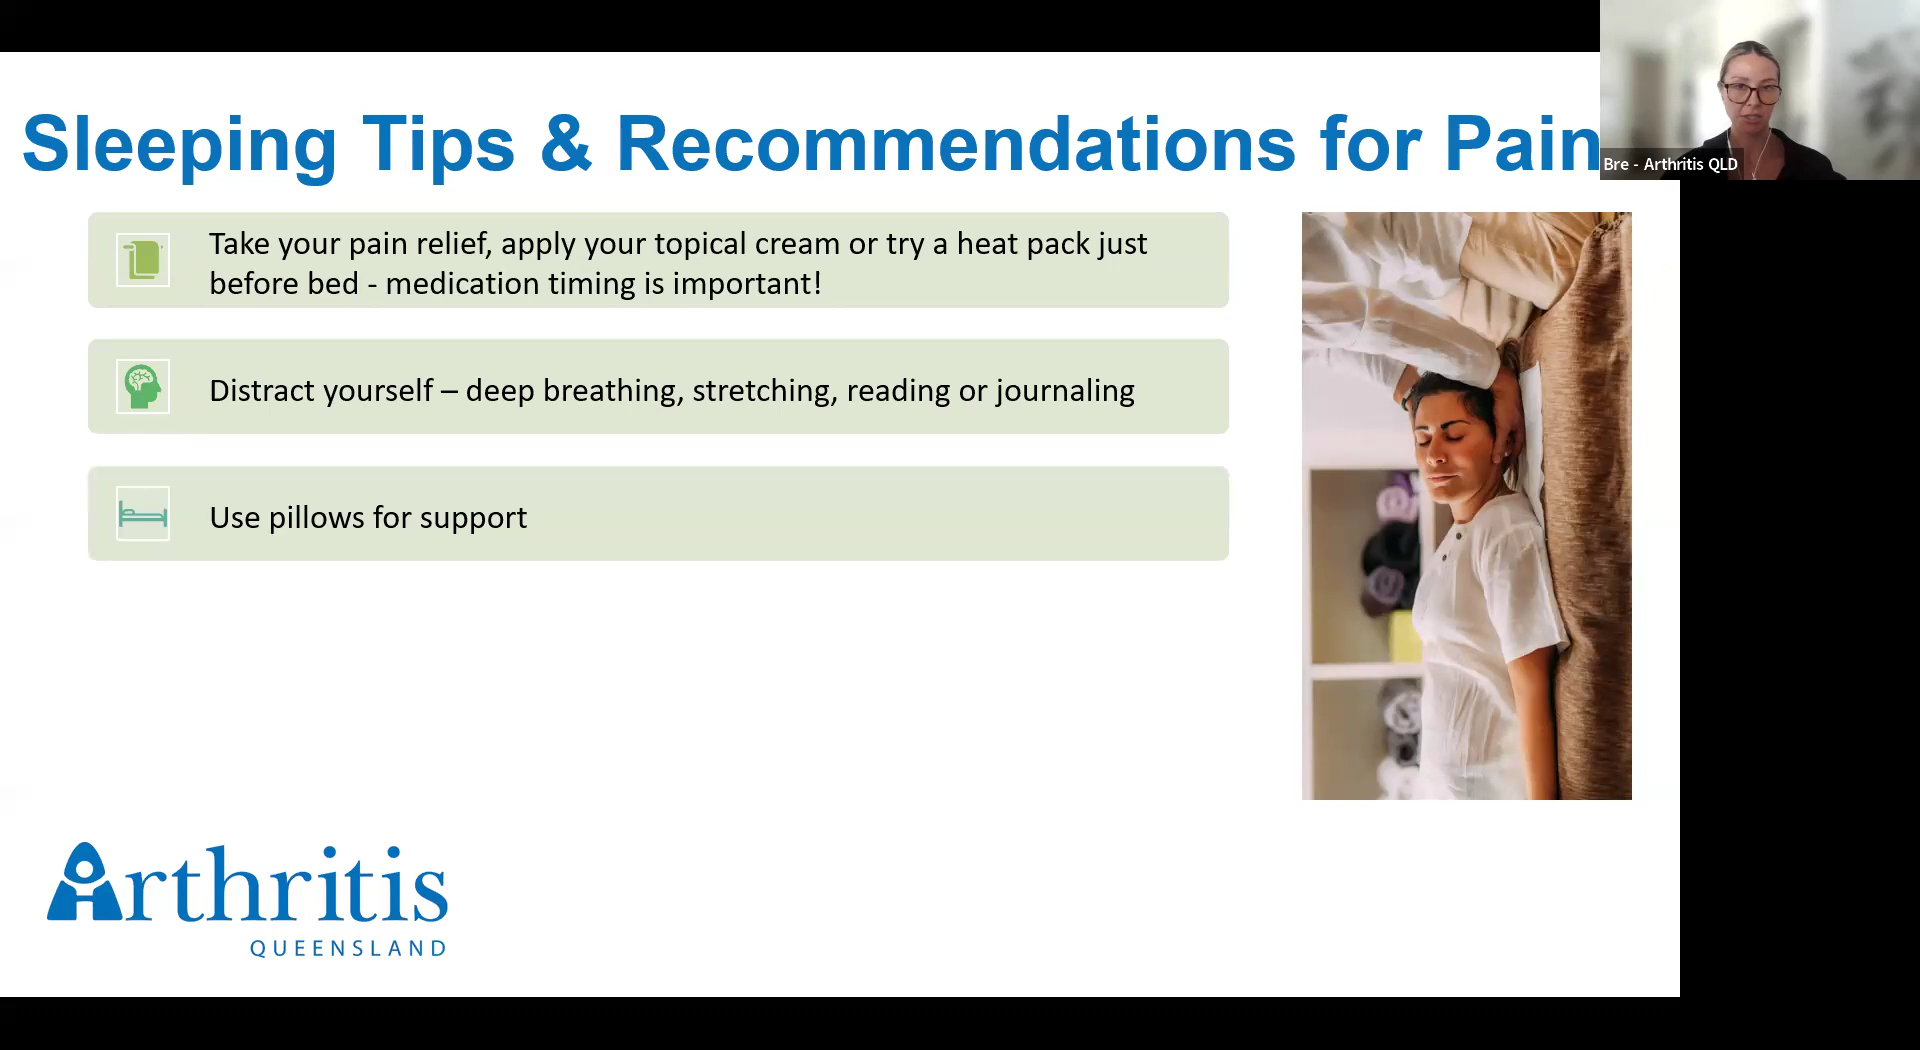 Sleeping Tips & Recommendations for Pain
Bre - Arthritis QLD
Take your pain relief, apply your topical cream or try a heat pack just
before bed - medication timing is important!
Distract yourself – deep breathing, stretching, reading or journaling
Use pillows for support
Arthritis
QUEENSLAND